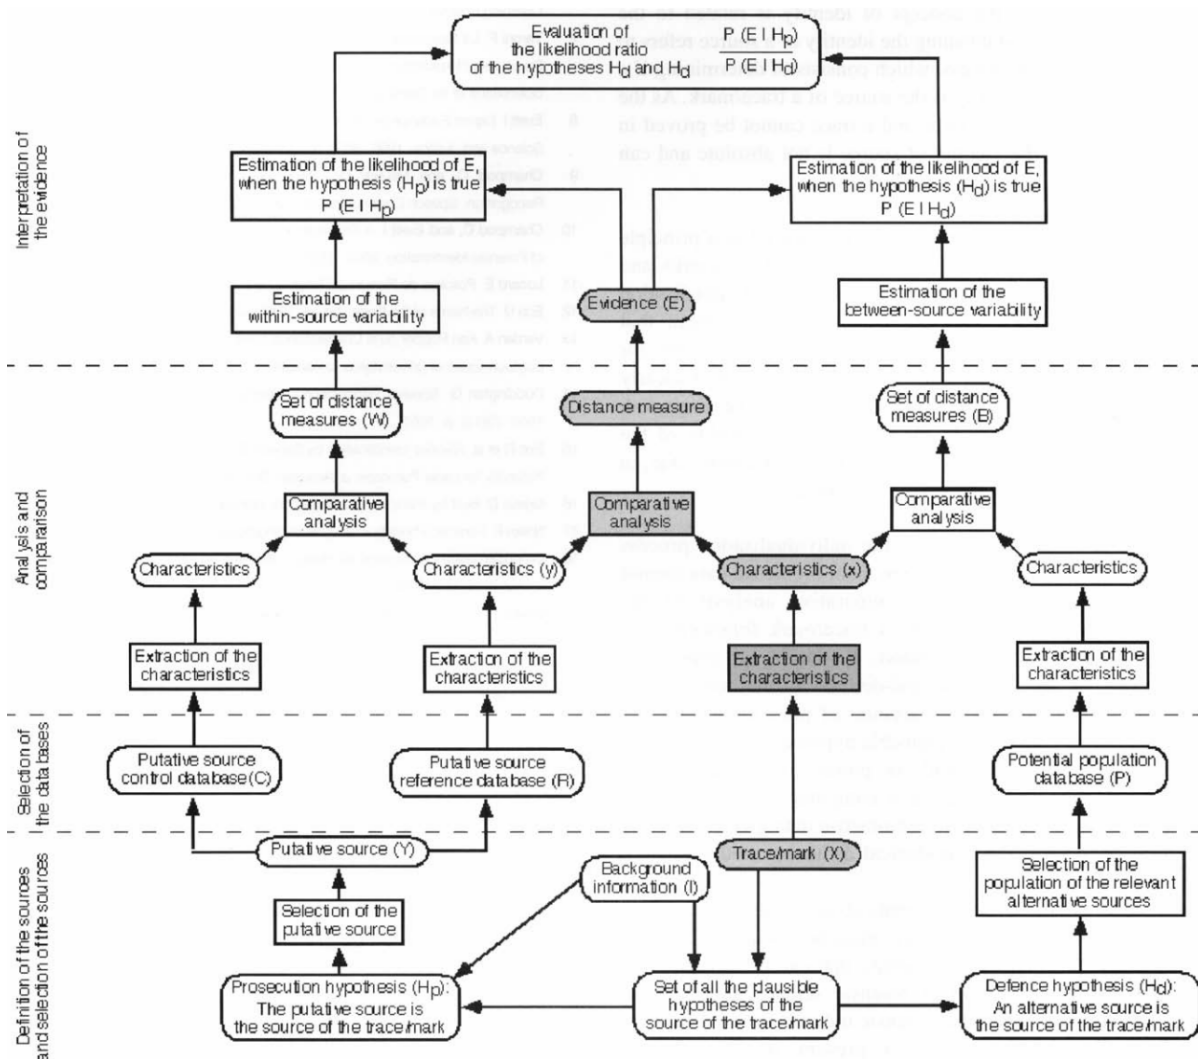 Evaluation of
the likelihood ratio
of the hypotheses Hd and Hd
P (E I Hp)
P (E I Hd)
Interpretation of
the evidence
Estimation of the likelihood of E,
when the hypothesis (Hp) is true
P (E I Hp)
Estimation of the likelihood of E,
when the hypothesis (Hd) is true
P (E I Hd)
Estimation of the
within-source variability
Evidence (E)
Estimation of the
between-source variability
Analysis and
comparison
Set of distance
measures (W)
Distance measure
Set of distance
measures (B)
Comparative
analysis
Comparative
analysis
Comparative
analysis
Characteristics
Characteristics (y)
Characteristics (x)
Characteristics
Extraction of the
characteristics
Extraction of the
characteristics
Extraction of the
characteristics
Extraction of the
characteristics
Selection of
the databases
Putative source
control database (C)
Putative source
reference database (R)
Potential population
database (P)
Definition of the sources
and selection of the sources
Putative source (Y)
Background
information (I)
Trace/mark (X)
Selection of the
population of the relevant
alternative sources
Selection of the
putative source
Prosecution hypothesis (Hp):
The putative source is
the source of the trace/mark
Set of all the plausible
hypotheses of the
source of the trace/mark
Defence hypothesis (Hd):
An alternative source is
the source of the trace/mark